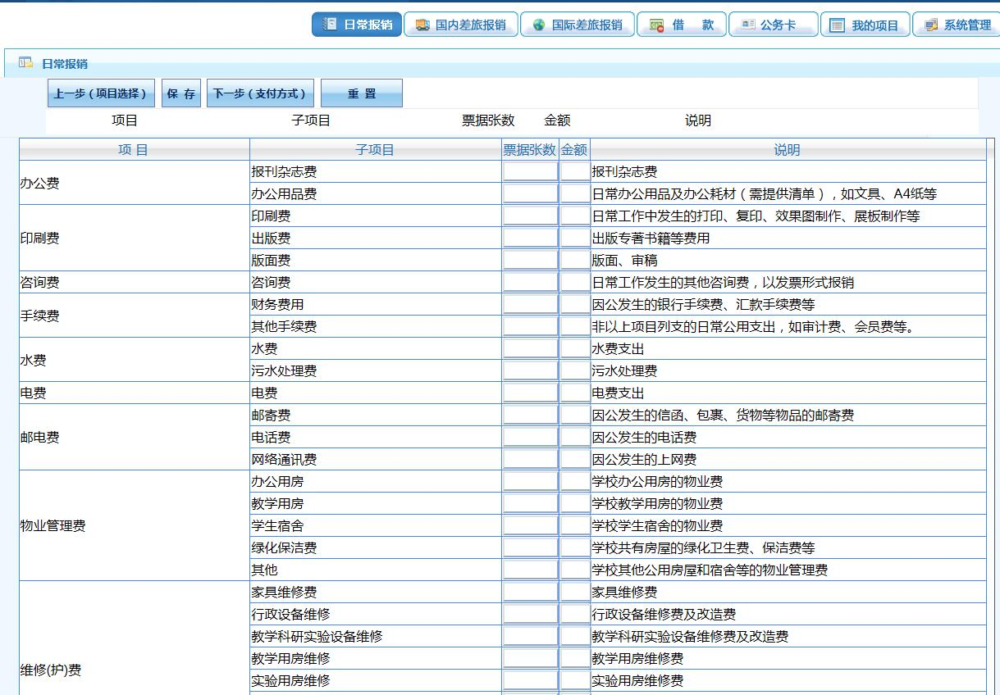 日常报销 国内差旅报销 国际差旅报销 借 款 公务卡 我的项目 系统管理
日常报销
上一步(项目选择) 保 存 下一步(支付方式) 重 置
项目 子项目 票据张数 金额 说明
项 目 子项目 票据张数 金额 说明
办公费
报刊杂志费 报刊杂志费
办公用品费 日常办公用品及办公耗材(需提供清单),如文具、A4纸等
印刷费
印刷费 日常工作中发生的打印、复印、效果图制作、展板制作等
出版费 出版专著书籍等费用
版面费 版面、审稿
咨询费 咨询费 日常工作发生的其他咨询费,以发票形式报销
手续费
财务费用 因公发生的银行手续费、汇款手续费等
其他手续费 非以上项目列支的日常公用支出,如审计费、会员费等。
水费
水费 水费支出
污水处理费 污水处理费
电费 电费 电费支出
邮电费
邮寄费 因公发生的信函、包裹、货物等物品的邮寄费
电话费 因公发生的电话费
网络通讯费 因公发生的上网费
物业管理费
办公用房 学校办公用房的物业费
教学用房 学校教学用房的物业费
学生宿舍 学校学生宿舍的物业费
绿化保洁费 学校共有房屋的绿化卫生费、保洁费等
其他 学校其他公用房屋和宿舍等的物业管理费
维修(护)费
家具维修费 家具维修费
行政设备维修 行政设备维修费及改造费
教学科研实验设备维修 教学科研实验设备维修费及改造费
教学用房维修 教学用房维修费
实验用房维修 实验用房维修费